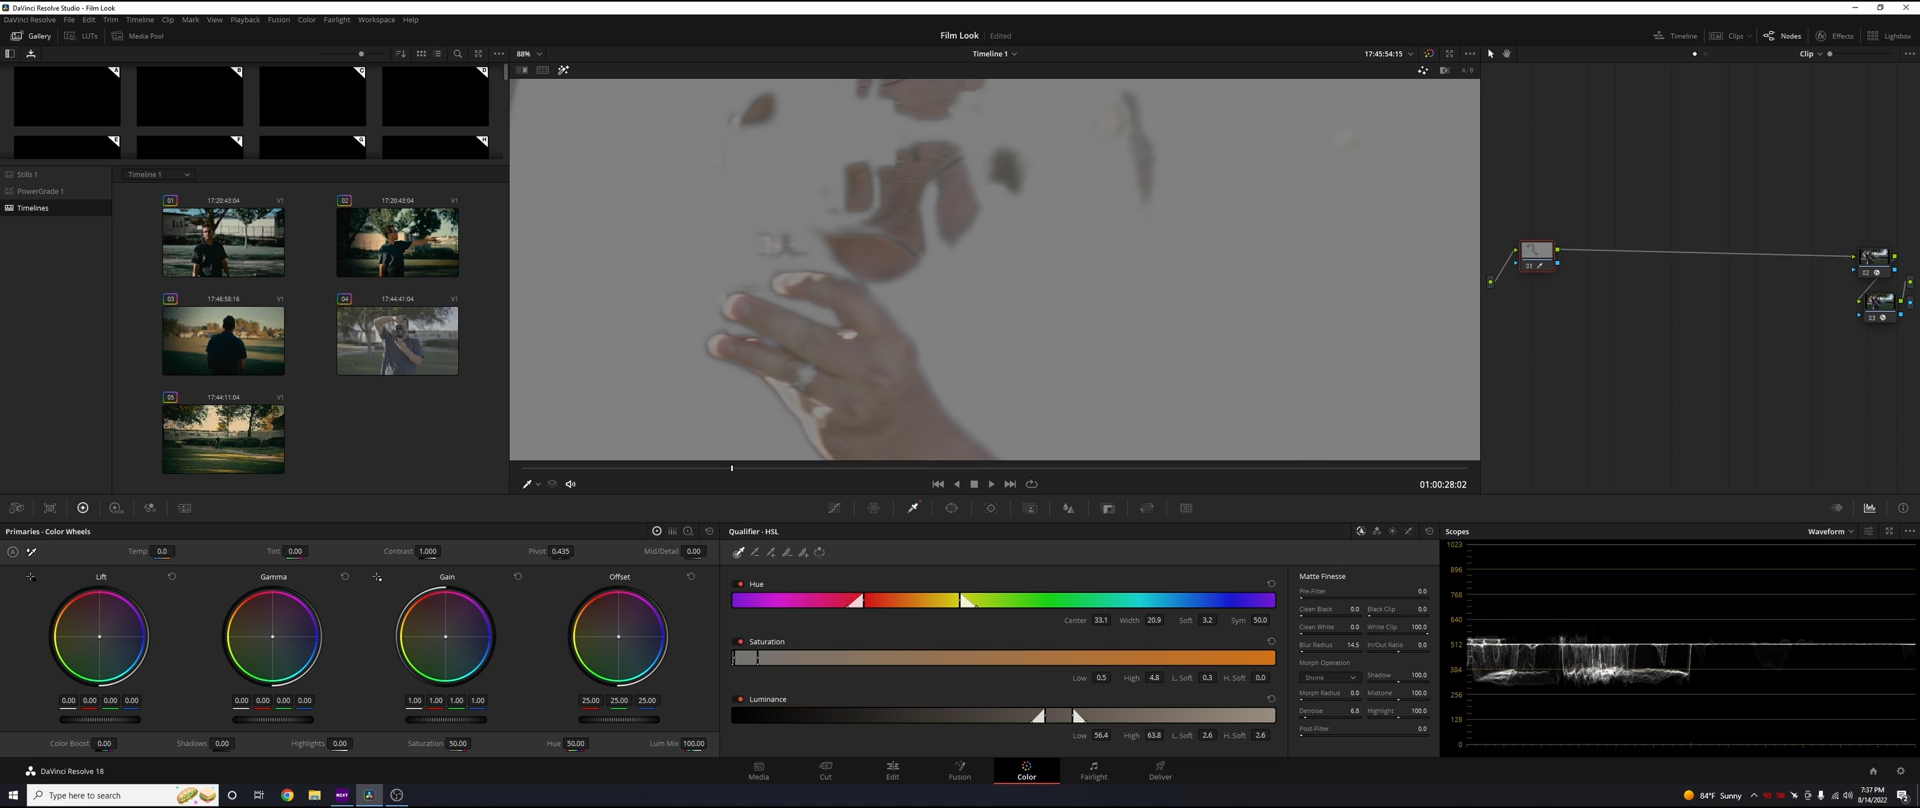 DaVinci Resolve Studio - Film Look
DaVinci Resolve File Edit Trim Timeline Clip Mark View Playback Fusion Color Fairlight Workspace Help
Gallery LUTs Media Pool Film Look Edited Timeline Clips Nodes Effects Lightbox
88% Timeline 1 17:45:54:15 Clip
A/B
A B C D
E F G H
Stills 1
PowerGrade 1
Timelines
Timeline 1
01 17:20:43:04 V1 02 17:20:43:04 V1
03 17:46:58:16 V1 04 17:44:41:04 V1
05 17:44:11:04 V1
01
02
03
01:00:28:02
Primaries - Color Wheels Qualifier - HSL Scopes Waveform
A Temp 0.0 Tint 0.00 Contrast 1.000 Pivot 0.435 Mid/Detail 0.00
Lift Gamma Gain Offset
0.00 0.00 0.00 0.00 0.00 0.00 0.00 0.00 1.00 1.00 1.00 1.00 25.00 25.00 25.00
Color Boost 0.00 Shadows 0.00 Highlights 0.00 Saturation 50.00 Hue 50.00 Lum Mix 100.00
Hue
Center 33.1 Width 20.9 Soft 3.2 Sym 50.0
Saturation
Low 0.5 High 4.8 L. Soft 0.3 H. Soft 0.0
Luminance
Low 56.4 High 63.8 L. Soft 2.6 H. Soft 2.6
Matte Finesse
Pre-Filter 0.0
Clean Black 0.0 Black Clip 0.0
Clean White 0.0 White Clip 100.0
Blur Radius 14.5 In/Out Ratio 0.0
Morph Operation
Shrink Shadow 100.0
Morph Radius 0.0 Midtone 100.0
Denoise 6.8 Highlight 100.0
Post-Filter 0.0
1023
896
768
640
512
384
256
128
0
DaVinci Resolve 18 Media Cut Edit Fusion Color Fairlight Deliver
Type here to search NEXT 84°F Sunny 7:37 PM
8/14/2022 2